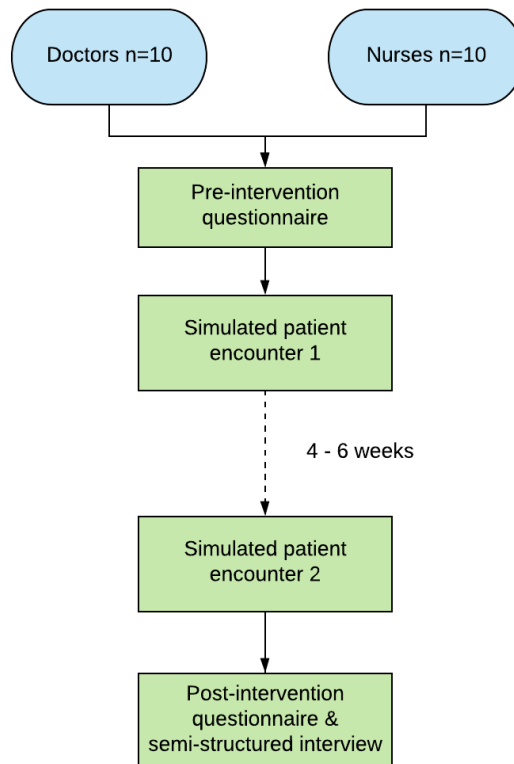 Doctors n=10
Nurses n=10
Pre-intervention
questionnaire
Simulated patient
encounter 1
4 - 6 weeks
Simulated patient
encounter 2
Post-intervention
questionnaire &
semi-structured interview